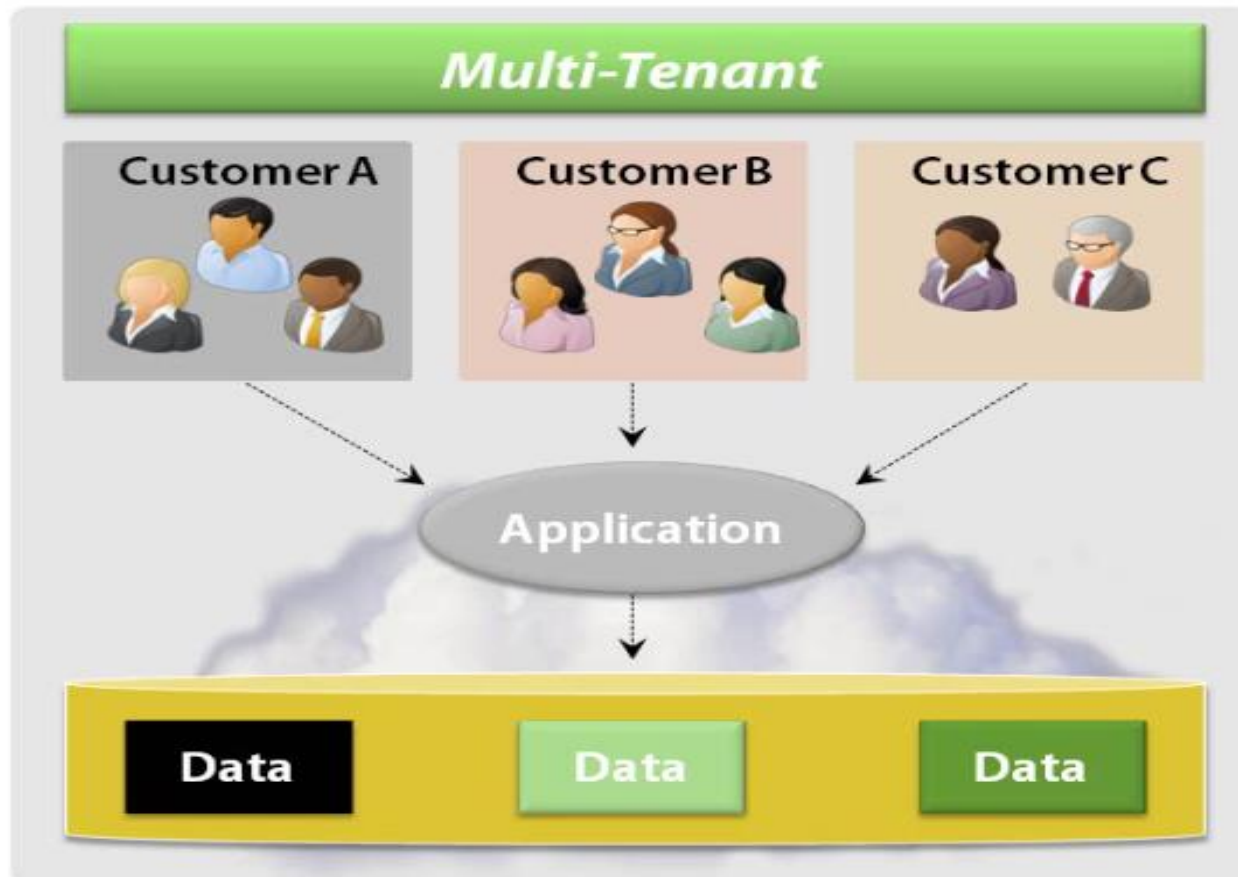 Multi-Tenant
Customer A
Customer B
Customer C
Application
Data
Data
Data